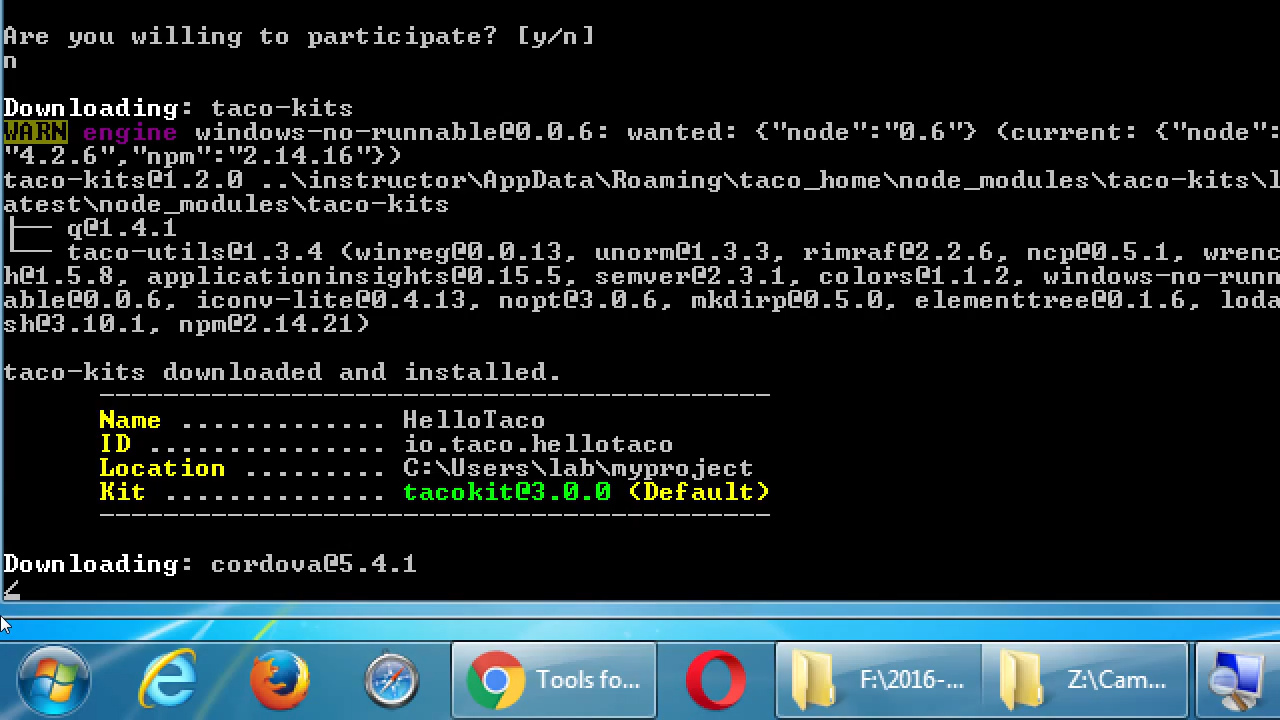 Are you willing to participate? [y/n]
n
Downloading: taco-kits
WARN engine windows-no-runnable@0.0.6: wanted: {"node":"0.6"} (current: {"node":
"4.2.6","npm":"2.14.16"})
taco-kits@1.2.0 ..\instructor\AppData\Roaming\taco_home\node_modules\taco-kits\l
atest\node_modules\taco-kits
├── q@1.4.1
└── taco-utils@1.3.4 (winreg@0.0.13, unorm@1.3.3, rimraf@2.2.6, ncp@0.5.1, wrenc
h@1.5.8, applicationinsights@0.15.5, semver@2.3.1, colors@1.1.2, windows-no-runn
able@0.0.6, iconv-lite@0.4.13, nopt@3.0.6, mkdirp@0.5.0, elementtree@0.1.6, loda
sh@3.10.1, npm@2.14.21)
taco-kits downloaded and installed.
------------------------------------------
Name ............. HelloTaco
ID ............... io.taco.hellotaco
Location ......... C:\Users\lab\myproject
Kit .............. tacokit@3.0.0 (Default)
------------------------------------------
Downloading: cordova@5.4.1
/
Tools fo... F:\2016-... Z:\Cam...